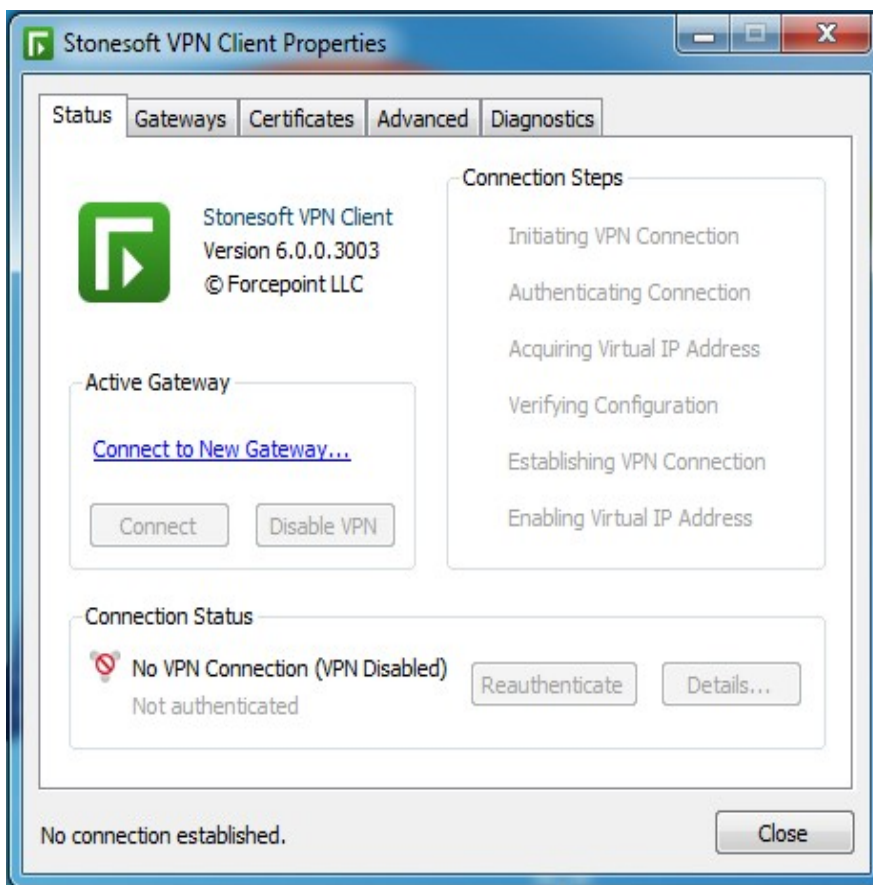 Stonesoft VPN Client Properties
Status Gateways Certificates Advanced Diagnostics
Stonesoft VPN Client
Version 6.0.0.3003
© Forcepoint LLC
Active Gateway
Connect to New Gateway...
Connect Disable VPN
Connection Steps
Initiating VPN Connection
Authenticating Connection
Acquiring Virtual IP Address
Verifying Configuration
Establishing VPN Connection
Enabling Virtual IP Address
Connection Status
No VPN Connection (VPN Disabled)
Not authenticated
Reauthenticate Details...
No connection established.
Close